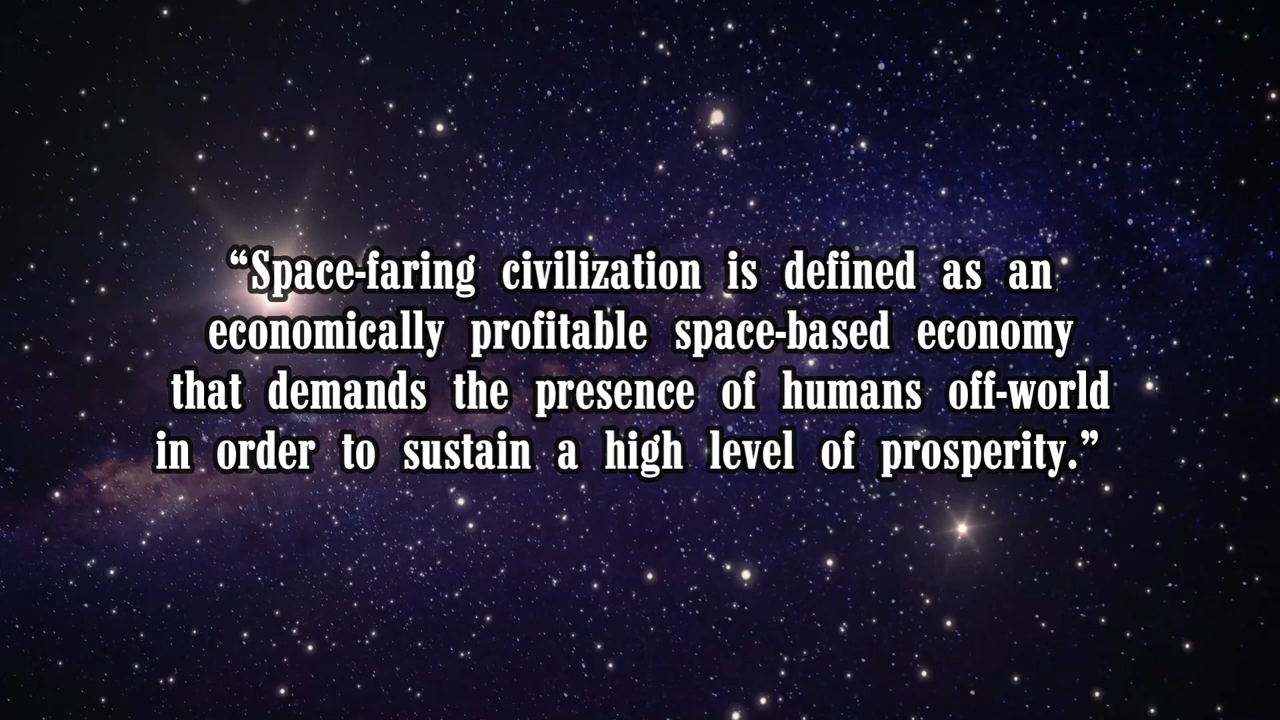 “Space-faring civilization is defined as an
economically profitable space-based economy
that demands the presence of humans off-world
in order to sustain a high level of prosperity.”